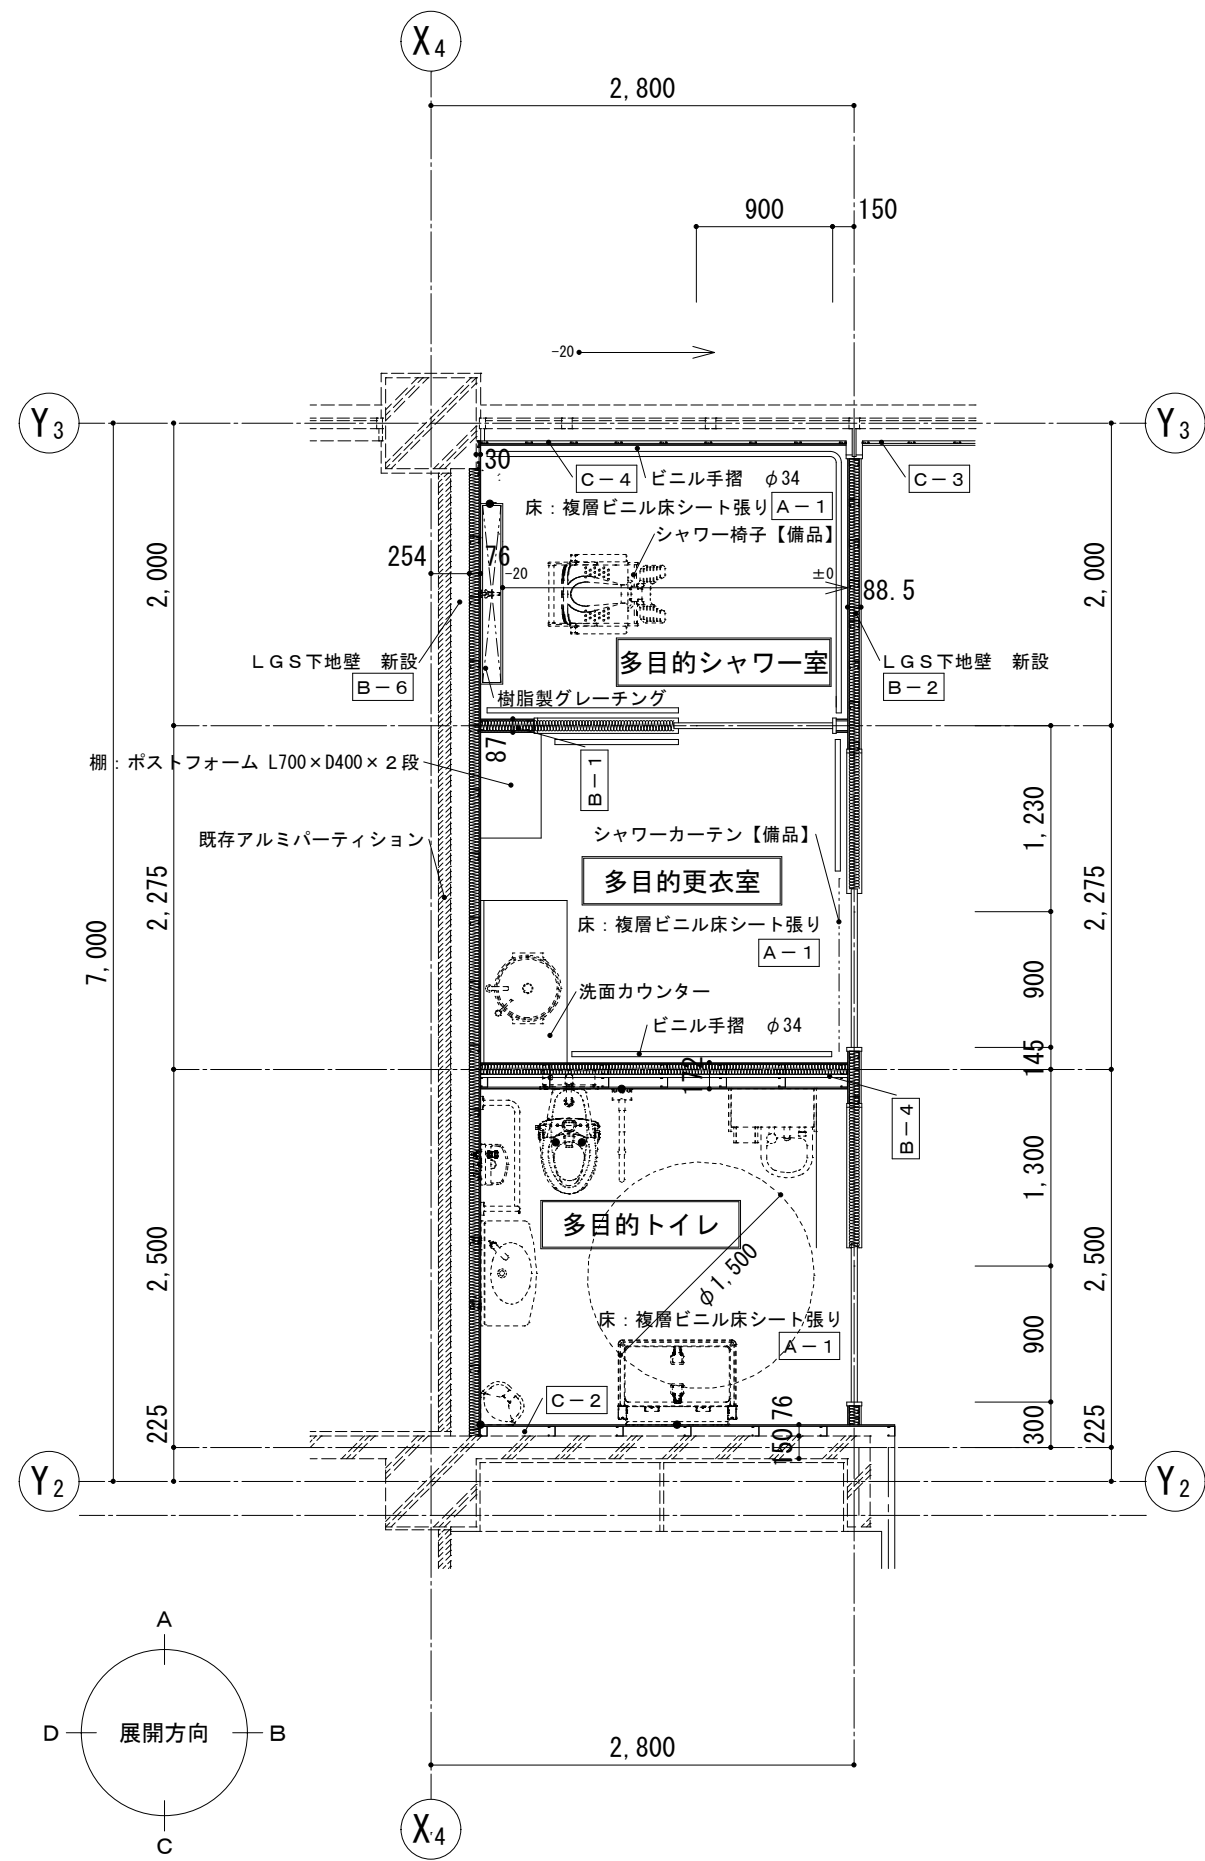 X4
2,800
900 150
-20
Y3
Y3
30
C-4
ビニル手摺 φ34
C-3
床：複層ビニル床シート張り A-1
シャワー椅子【備品】
254
76
-20
±0
88.5
2,000
2,000
LGS下地壁 新設
B-6
多目的シャワー室
LGS下地壁 新設
B-2
樹脂製グレーチング
87
棚：ポストフォーム L700×D400×2段
B-1
既存アルミパーティション
シャワーカーテン【備品】
1,230
多目的更衣室
2,275
2,275
床：複層ビニル床シート張り
A-1
7,000
900
洗面カウンター
ビニル手摺 φ34
145
172
B-4
1,300
多目的トイレ
2,500
2,500
φ1,500
床：複層ビニル床シート張り
A-1
900
C-2
76
150
225
300
225
Y2
Y2
A
D
展開方向
B
C
2,800
X4